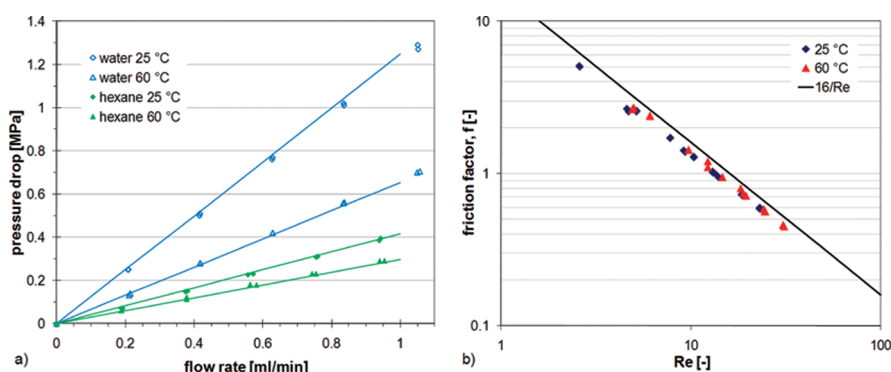 1.4
1.2
1
0.8
0.6
0.4
0.2
0
pressure drop [MPa]
water 25 °C
water 60 °C
hexane 25 °C
hexane 60 °C
0 0.2 0.4 0.6 0.8 1
a) flow rate [ml/min]
10
1
0.1
friction factor, f [-]
25 °C
60 °C
16/Re
1 10 100
b) Re [-]